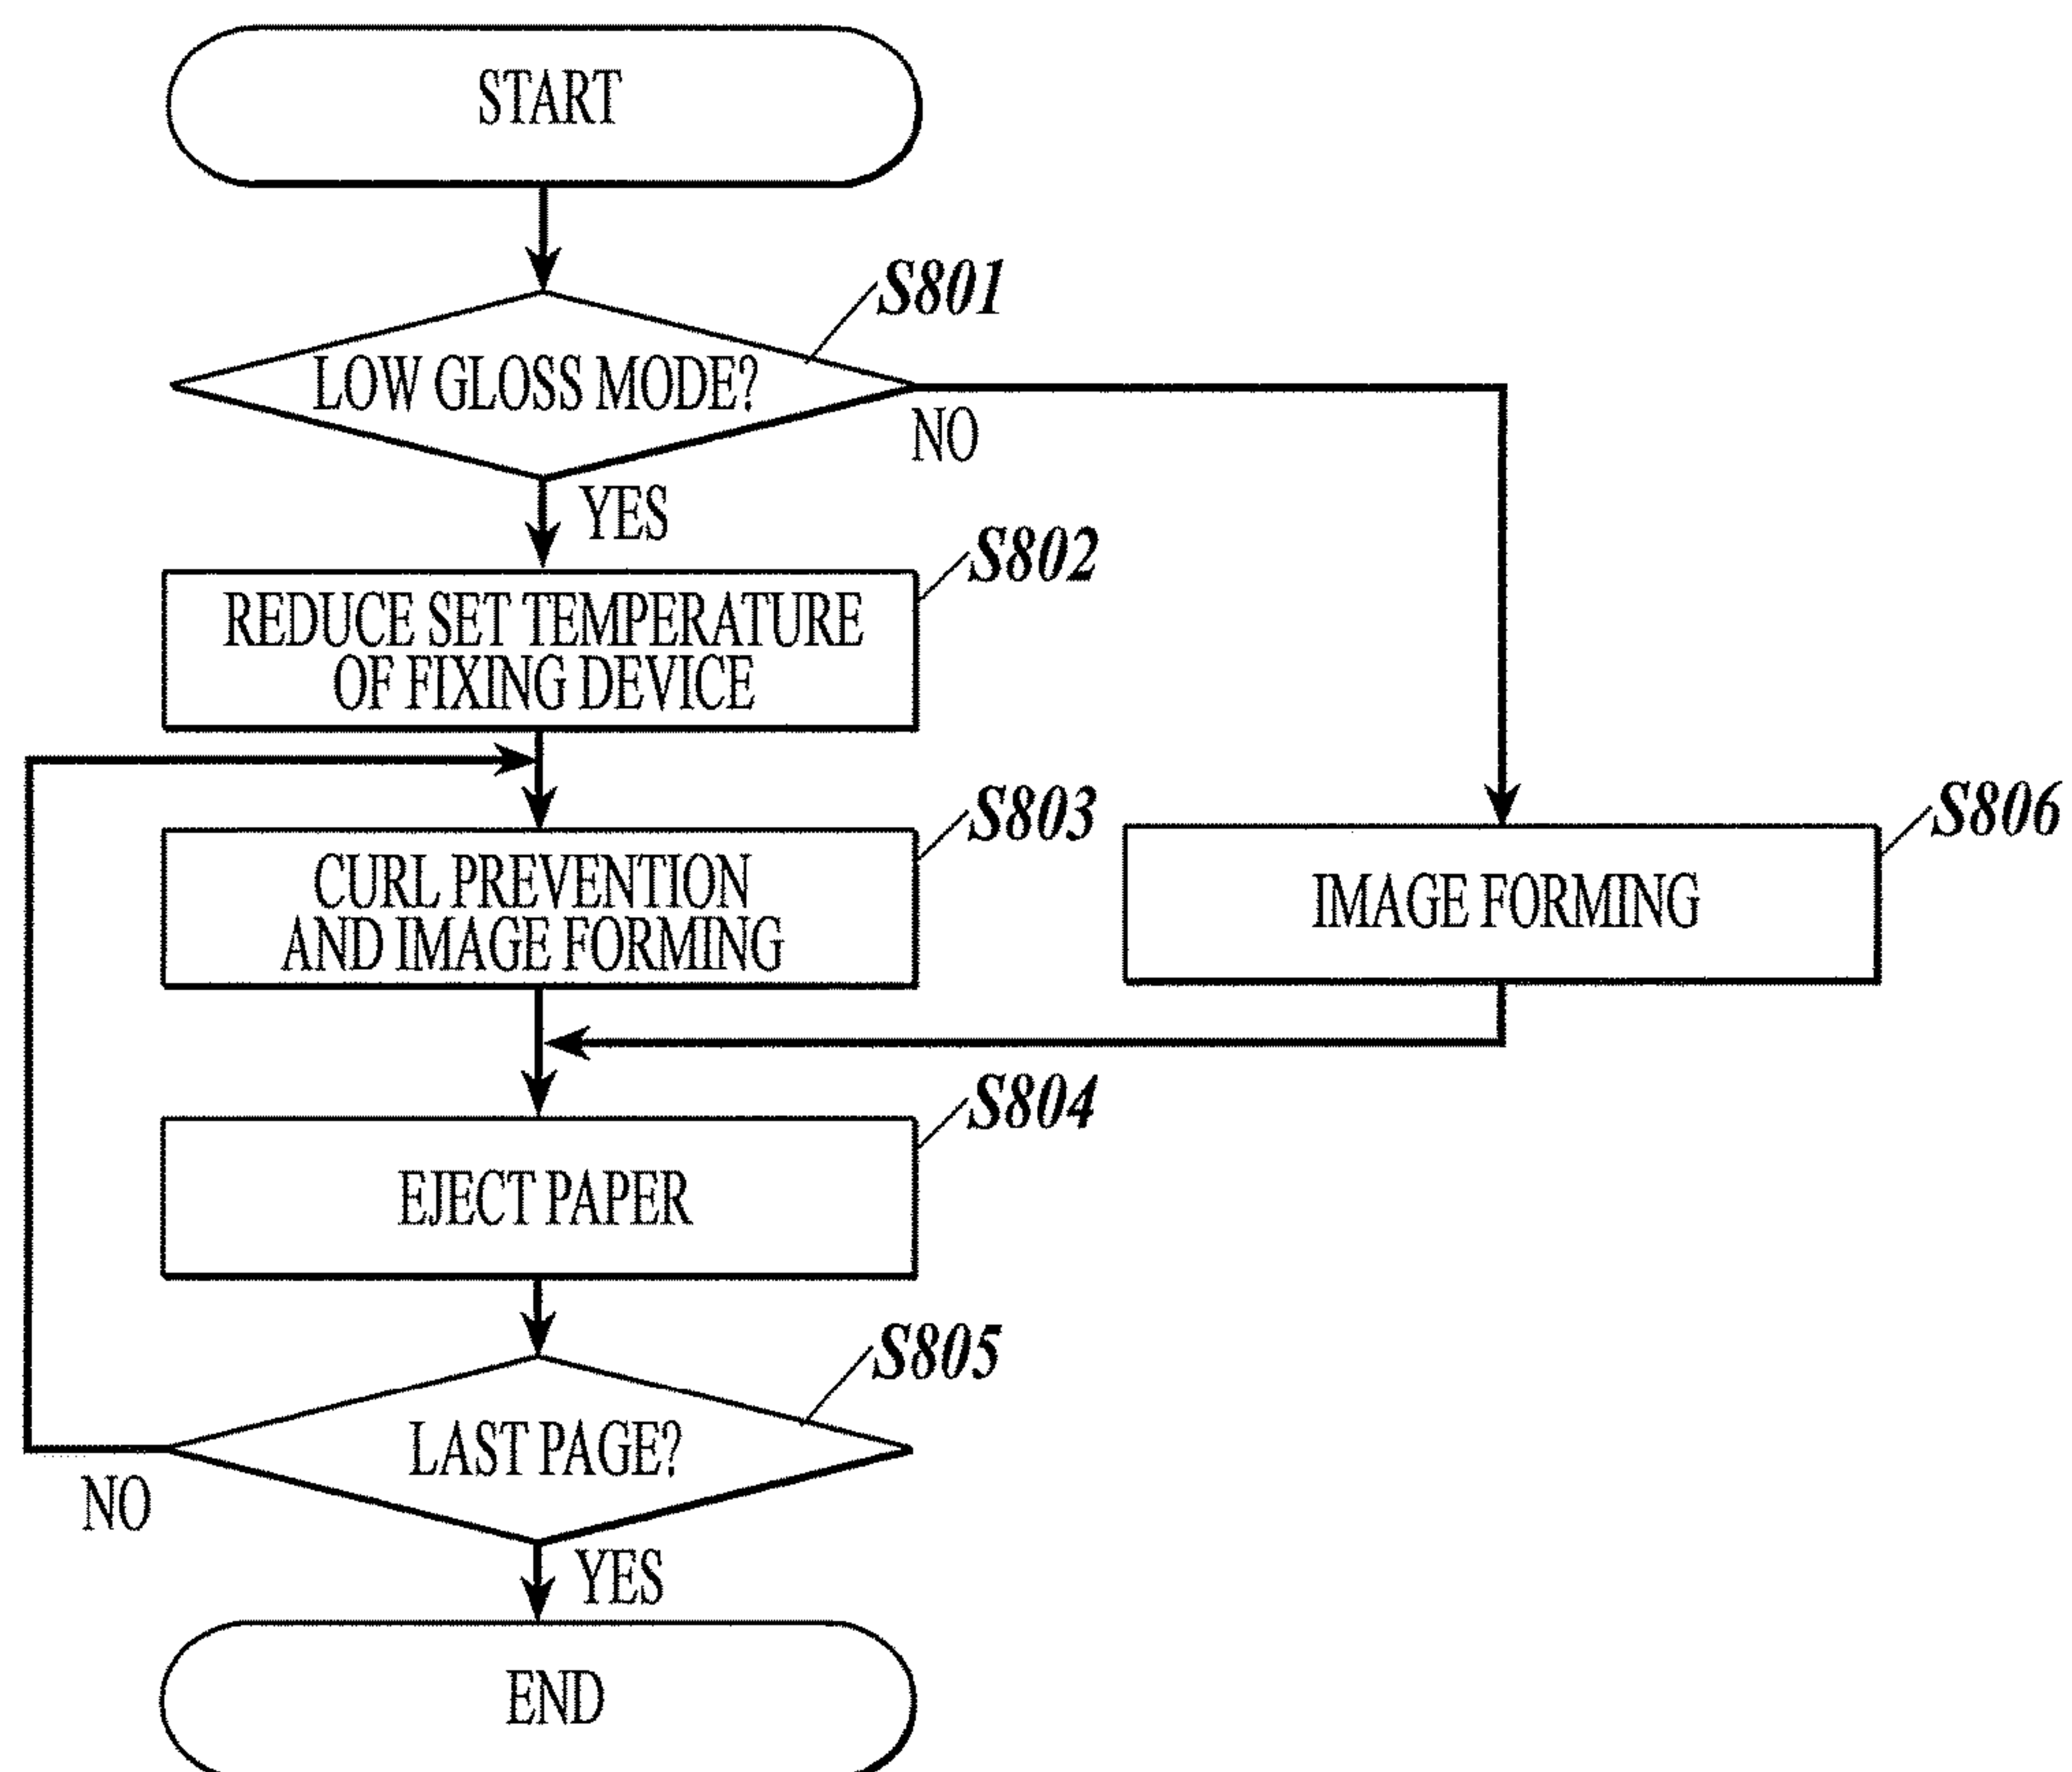 START
S801
LOW GLOSS MODE?
NO
YES
S802
REDUCE SET TEMPERATURE
OF FIXING DEVICE
S803
CURL PREVENTION
AND IMAGE FORMING
S806
IMAGE FORMING
S804
EJECT PAPER
S805
LAST PAGE?
NO
YES
END